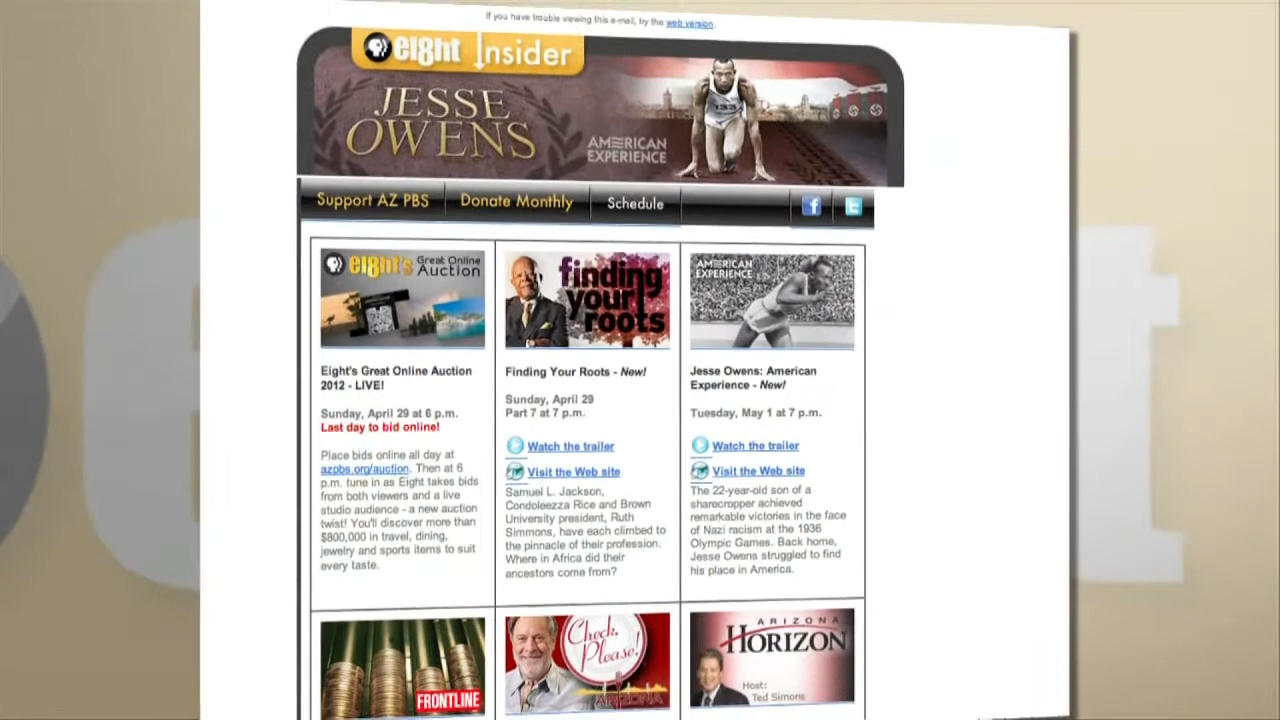 If you have trouble viewing this e-mail, try the web version.
ei8ht Insider
JESSE
OWENS
AMERICAN
EXPERIENCE
133
Support AZ PBS
Donate Monthly
Schedule
ei8ht's Great Online
Auction
Eight's Great Online Auction
2012 - LIVE!
Sunday, April 29 at 6 p.m.
Last day to bid online!
Place bids online all day at
azpbs.org/auction. Then at 6
p.m. tune in as Eight takes bids
from both viewers and a live
studio audience - a new auction
twist! You'll discover more than
$800,000 in travel, dining,
jewelry and sports items to suit
every taste.
finding
your
roots
Finding Your Roots - New!
Sunday, April 29
Part 7 at 7 p.m.
Watch the trailer
Visit the Web site
Samuel L. Jackson,
Condoleezza Rice and Brown
University president, Ruth
Simmons, have each climbed to
the pinnacle of their profession.
Where in Africa did their
ancestors come from?
AMERICAN
EXPERIENCE
Jesse Owens: American
Experience - New!
Tuesday, May 1 at 7 p.m.
Watch the trailer
Visit the Web site
The 22-year-old son of a
sharecropper achieved
remarkable victories in the face
of Nazi racism at the 1936
Olympic Games. Back home,
Jesse Owens struggled to find
his place in America.
FRONTLINE
Check,
Please!
ARIZONA
ARIZONA
HORIZON
Host:
Ted Simons